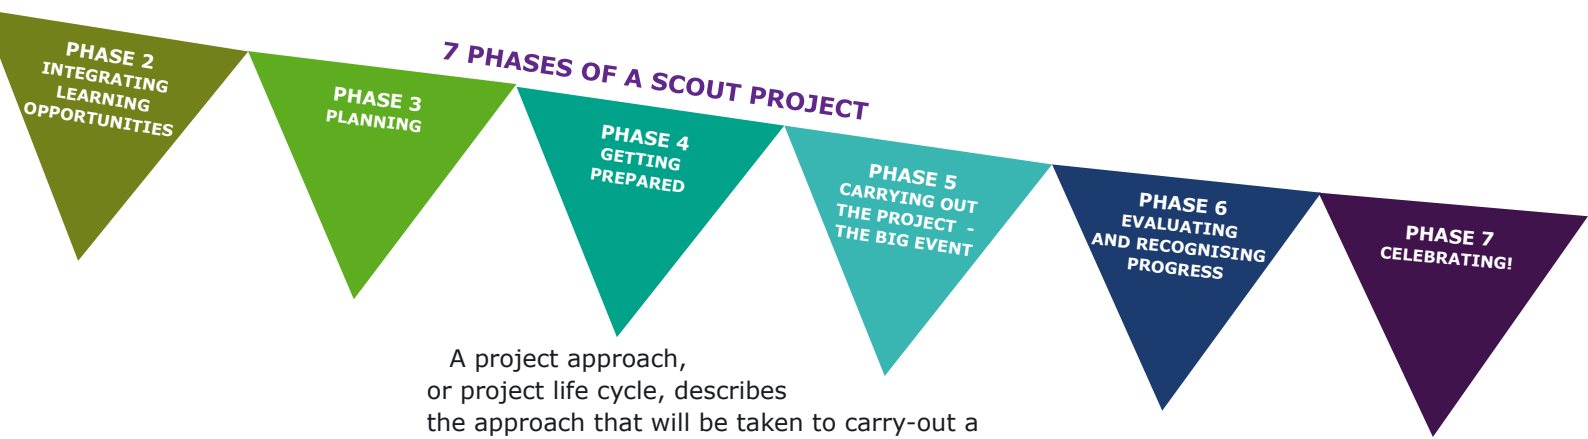 7 PHASES OF A SCOUT PROJECT
PHASE 2
INTEGRATING
LEARNING
OPPORTUNITIES
PHASE 3
PLANNING
PHASE 4
GETTING
PREPARED
PHASE 5
CARRYING OUT
THE PROJECT -
THE BIG EVENT
PHASE 6
EVALUATING
AND RECOGNISING
PROGRESS
PHASE 7
CELEBRATING!
A project approach,
or project life cycle, describes
the approach that will be taken to carry-out a